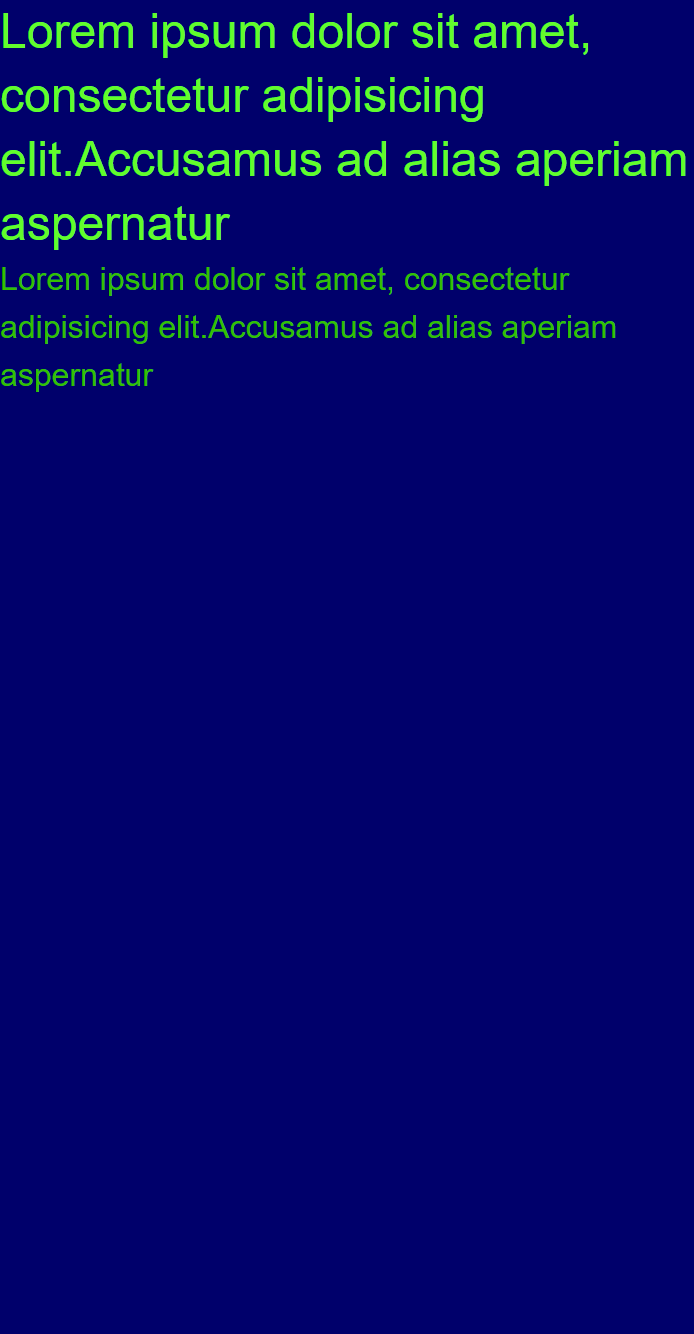 Lorem ipsum dolor sit amet,
consectetur adipisicing
elit.Accusamus ad alias aperiam
aspernatur
Lorem ipsum dolor sit amet, consectetur
adipisicing elit.Accusamus ad alias aperiam
aspernatur